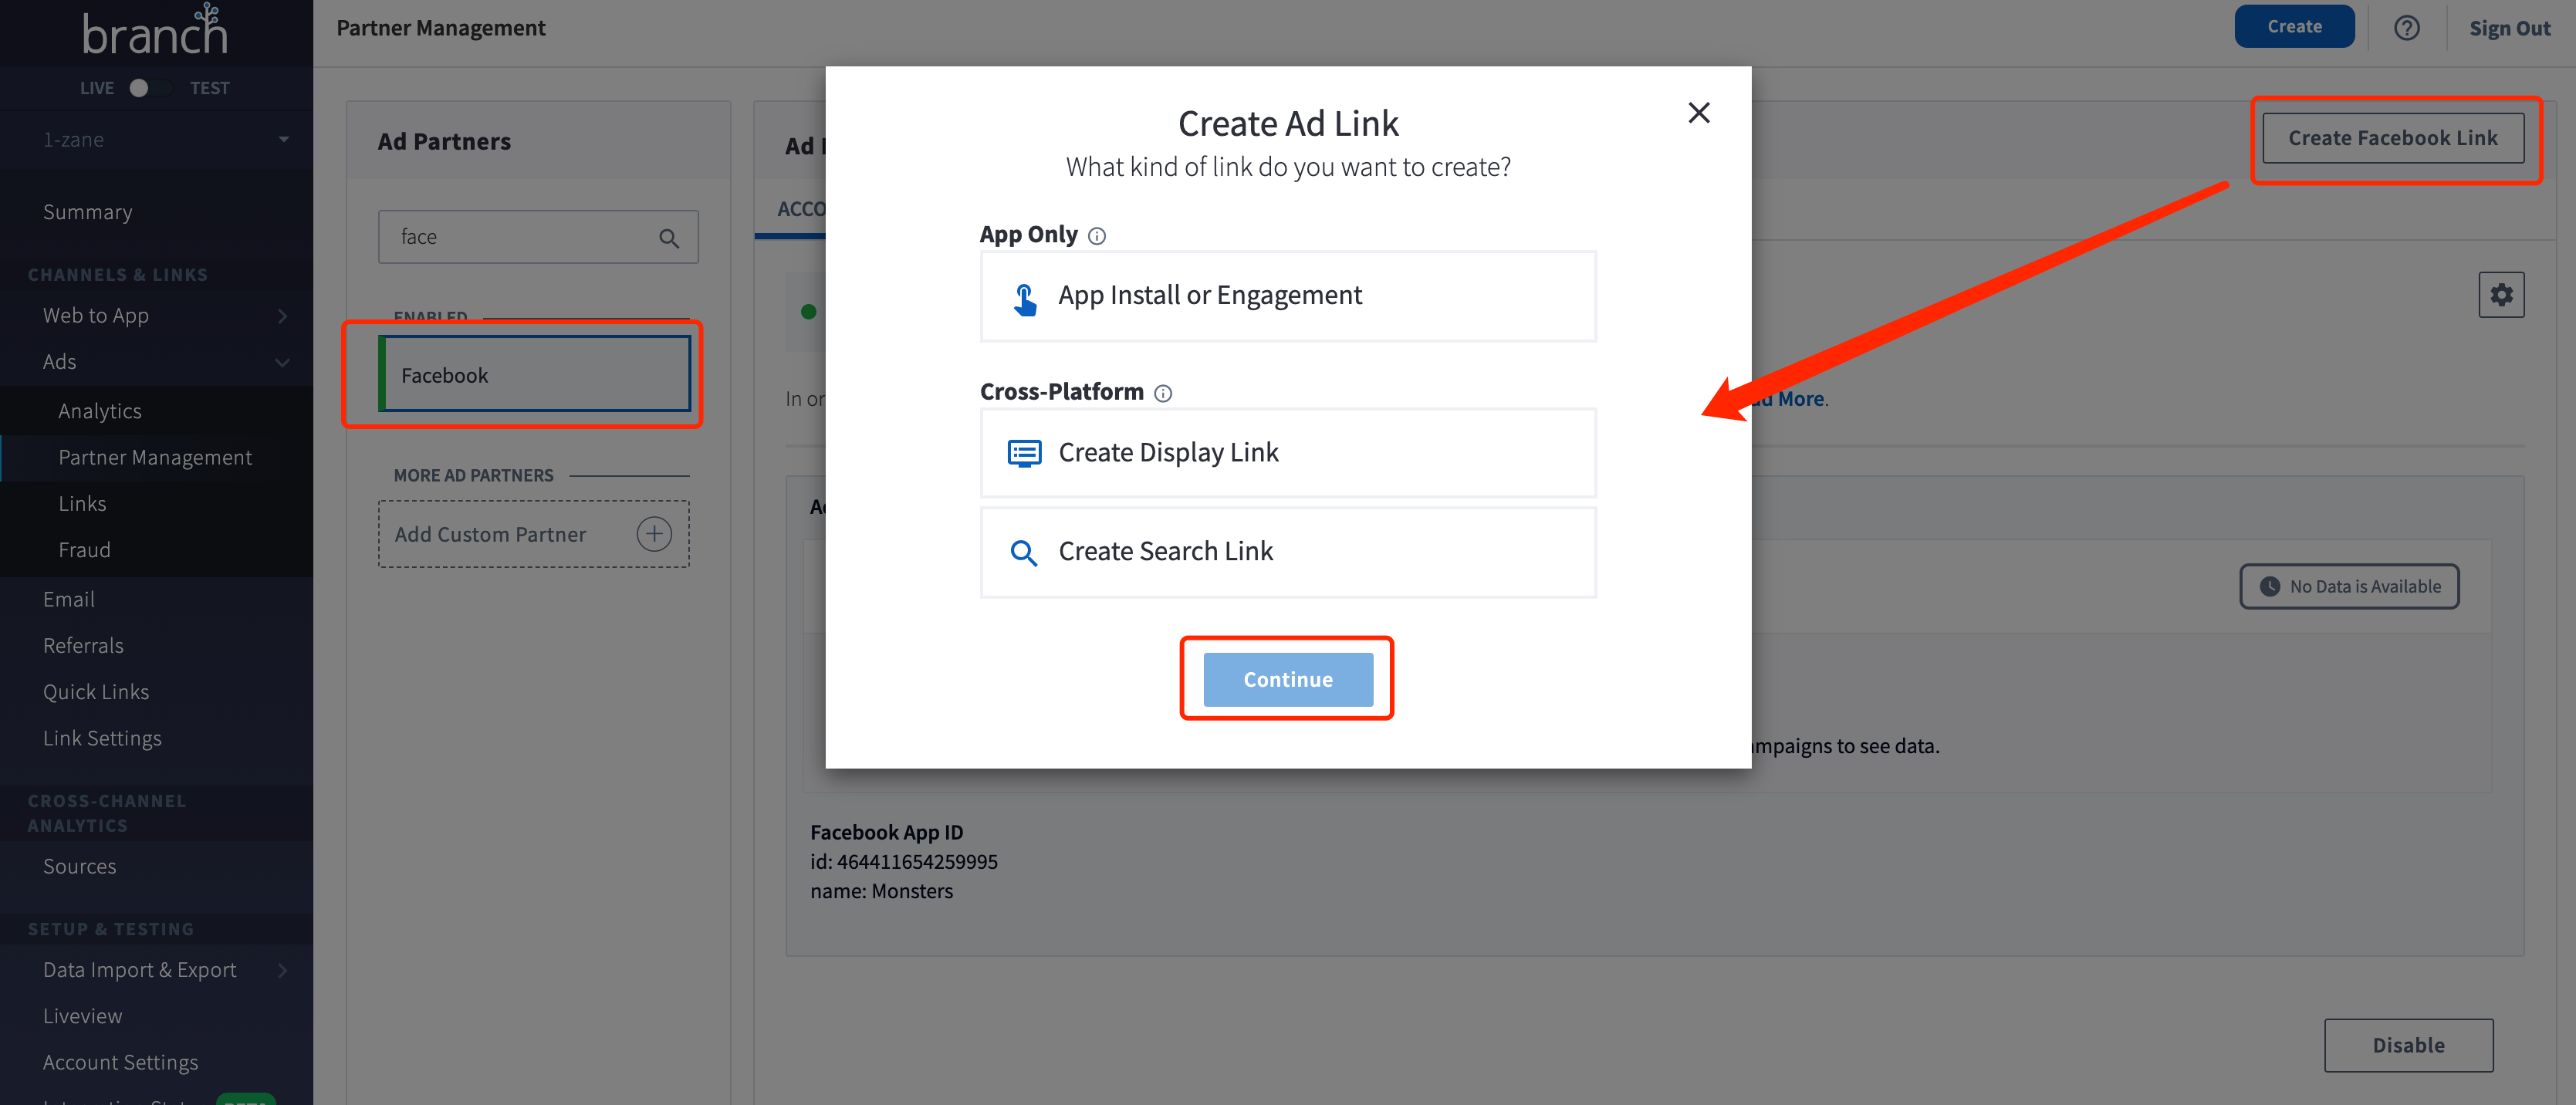 branch
LIVE TEST
1-zane
Summary
CHANNELS & LINKS
Web to App
Ads
Analytics
Partner Management
Links
Fraud
Email
Referrals
Quick Links
Link Settings
CROSS-CHANNEL
ANALYTICS
Sources
SETUP & TESTING
Data Import & Export
Liveview
Account Settings
Partner Management
Create
?
Sign Out
Ad Partners
face
ENABLED
Facebook
MORE AD PARTNERS
Add Custom Partner
Create Facebook Link
Create Ad Link
What kind of link do you want to create?
App Only
App Install or Engagement
Cross-Platform
Create Display Link
Create Search Link
Continue
Ad
ACCO
In or
More.
No Data is Available
mpaigns to see data.
Facebook App ID
id: 464411654259995
name: Monsters
Disable